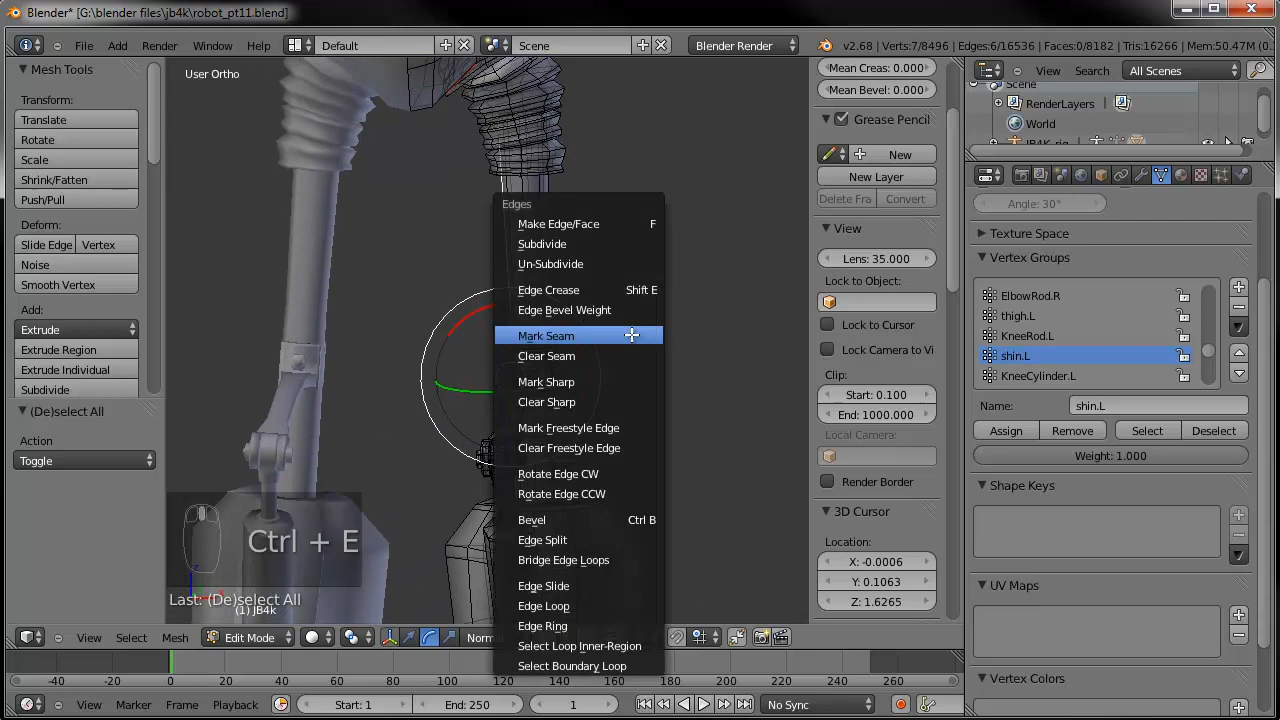 Blender* [G:\blender files\jb4k\robot_pt11.blend]
File Add Render Window Help Default Scene Blender Render v2.68 | Verts:7/8496 | Edges:6/16536 | Faces:0/8182 | Tris:16266 | Mem:50.47M
Mesh Tools
Transform:
Translate
Rotate
Scale
Shrink/Fatten
Push/Pull
Deform:
Slide Edge Vertex
Noise
Smooth Vertex
Add:
Extrude
Extrude Region
Extrude Individual
Subdivide
(De)select All
Action
Toggle
User Ortho
Ctrl + E
Last: (De)select All
(1) JB4k
Edges
Make Edge/Face F
Subdivide
Un-Subdivide
Edge Crease Shift E
Edge Bevel Weight
Mark Seam
Clear Seam
Mark Sharp
Clear Sharp
Mark Freestyle Edge
Clear Freestyle Edge
Rotate Edge CW
Rotate Edge CCW
Bevel Ctrl B
Edge Split
Bridge Edge Loops
Edge Slide
Edge Loop
Edge Ring
Select Loop Inner-Region
Select Boundary Loop
Mean Creas: 0.000
Mean Bevel: 0.000
Grease Pencil
New
New Layer
Delete Fra Convert
View
Lens: 35.000
Lock to Object:
Lock to Cursor
Lock Camera to Vi
Clip:
Start: 0.100
End: 1000.000
Local Camera:
Render Border
3D Cursor
Location:
X: -0.0006
Y: 0.1063
Z: 1.6265
View Search All Scenes
Scene
RenderLayers
World
JB4K_rig
Angle: 30°
Texture Space
Vertex Groups
ElbowRod.R
thigh.L
KneeRod.L
shin.L
KneeCylinder.L
Name: shin.L
Assign Remove Select Deselect
Weight: 1.000
Shape Keys
UV Maps
Vertex Colors
View Select Mesh Edit Mode Norm
-40 -20 0 20 40 60 80 100 120 140 160 180 200 220 240 260 280
View Marker Frame Playback Start: 1 End: 250 1 No Sync